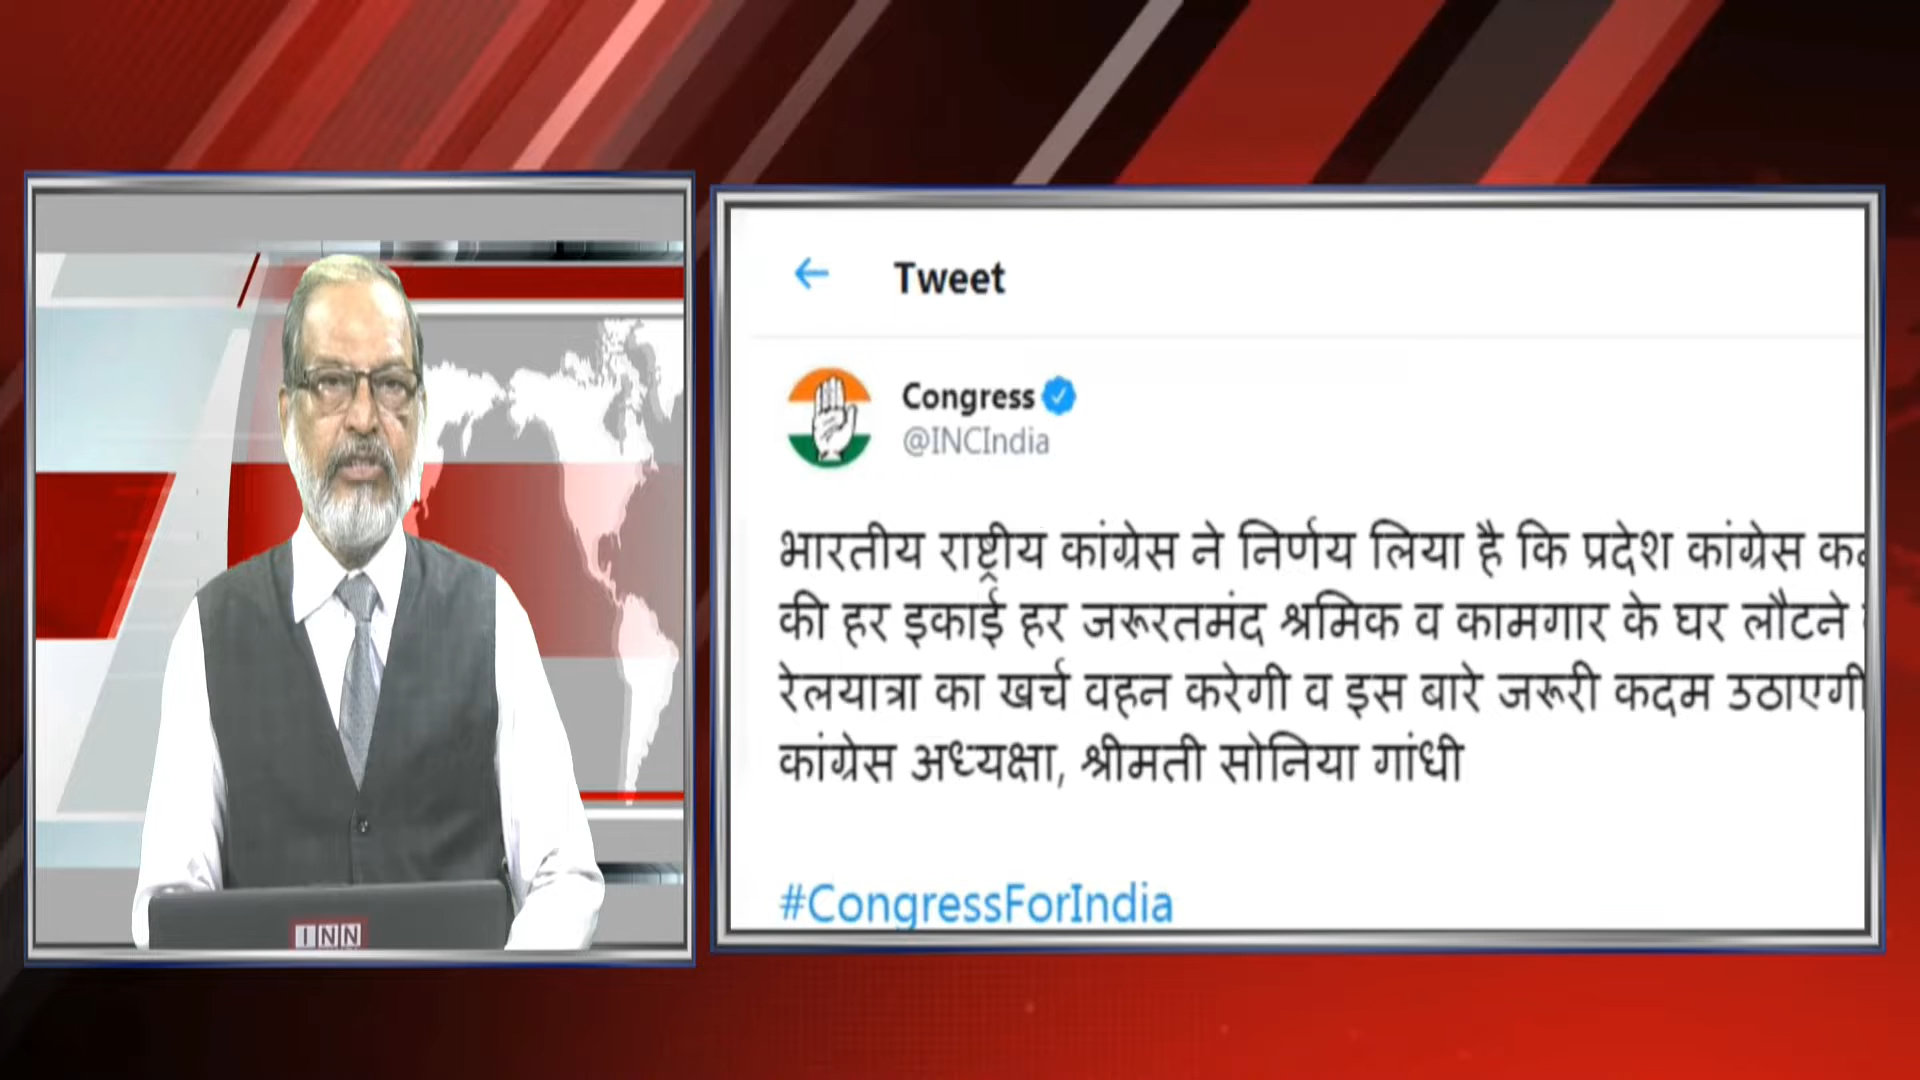 Tweet
Congress
@INCIndia
भारतीय राष्ट्रीय कांग्रेस ने निर्णय लिया है कि प्रदेश कांग्रेस
की हर इकाई हर जरूरतमंद श्रमिक व कामगार के घर लौटने
रेलयात्रा का खर्च वहन करेगी व इस बारे जरूरी कदम उठाएगी
कांग्रेस अध्यक्षा, श्रीमती सोनिया गांधी
#CongressForIndia
INN